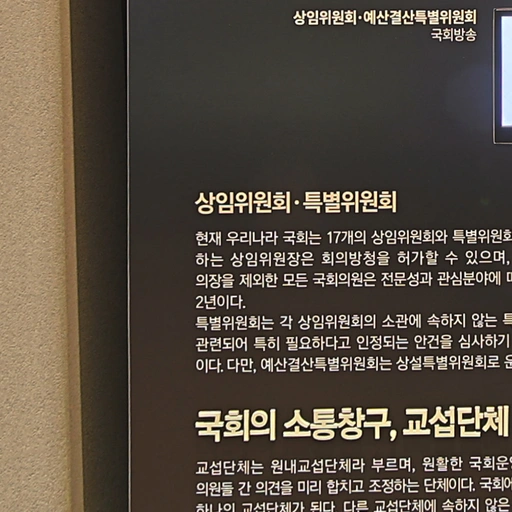 상임위원회·예산결산특별위원회
국회방송
상임위원회·특별위원회
현재 우리나라 국회는 17개의 상임위원회와 특별위원회
하는 상임위원장은 회의방청을 허가할 수 있으며,
의장을 제외한 모든 국회의원은 전문성과 관심분야에
2년이다.
특별위원회는 각 상임위원회의 소관에 속하지 않는
관련되어 특히 필요하다고 인정되는 안건을 심사하기
이다. 다만, 예산결산특별위원회는 상설특별위원회로
국회의 소통창구, 교섭단체
교섭단체는 원내교섭단체라 부르며, 원활한 국회운영
의원들 간 의견을 미리 합치고 조정하는 단체이다. 국회에
하나의 교섭단체가 된다. 다른 교섭단체에 속하지 않은